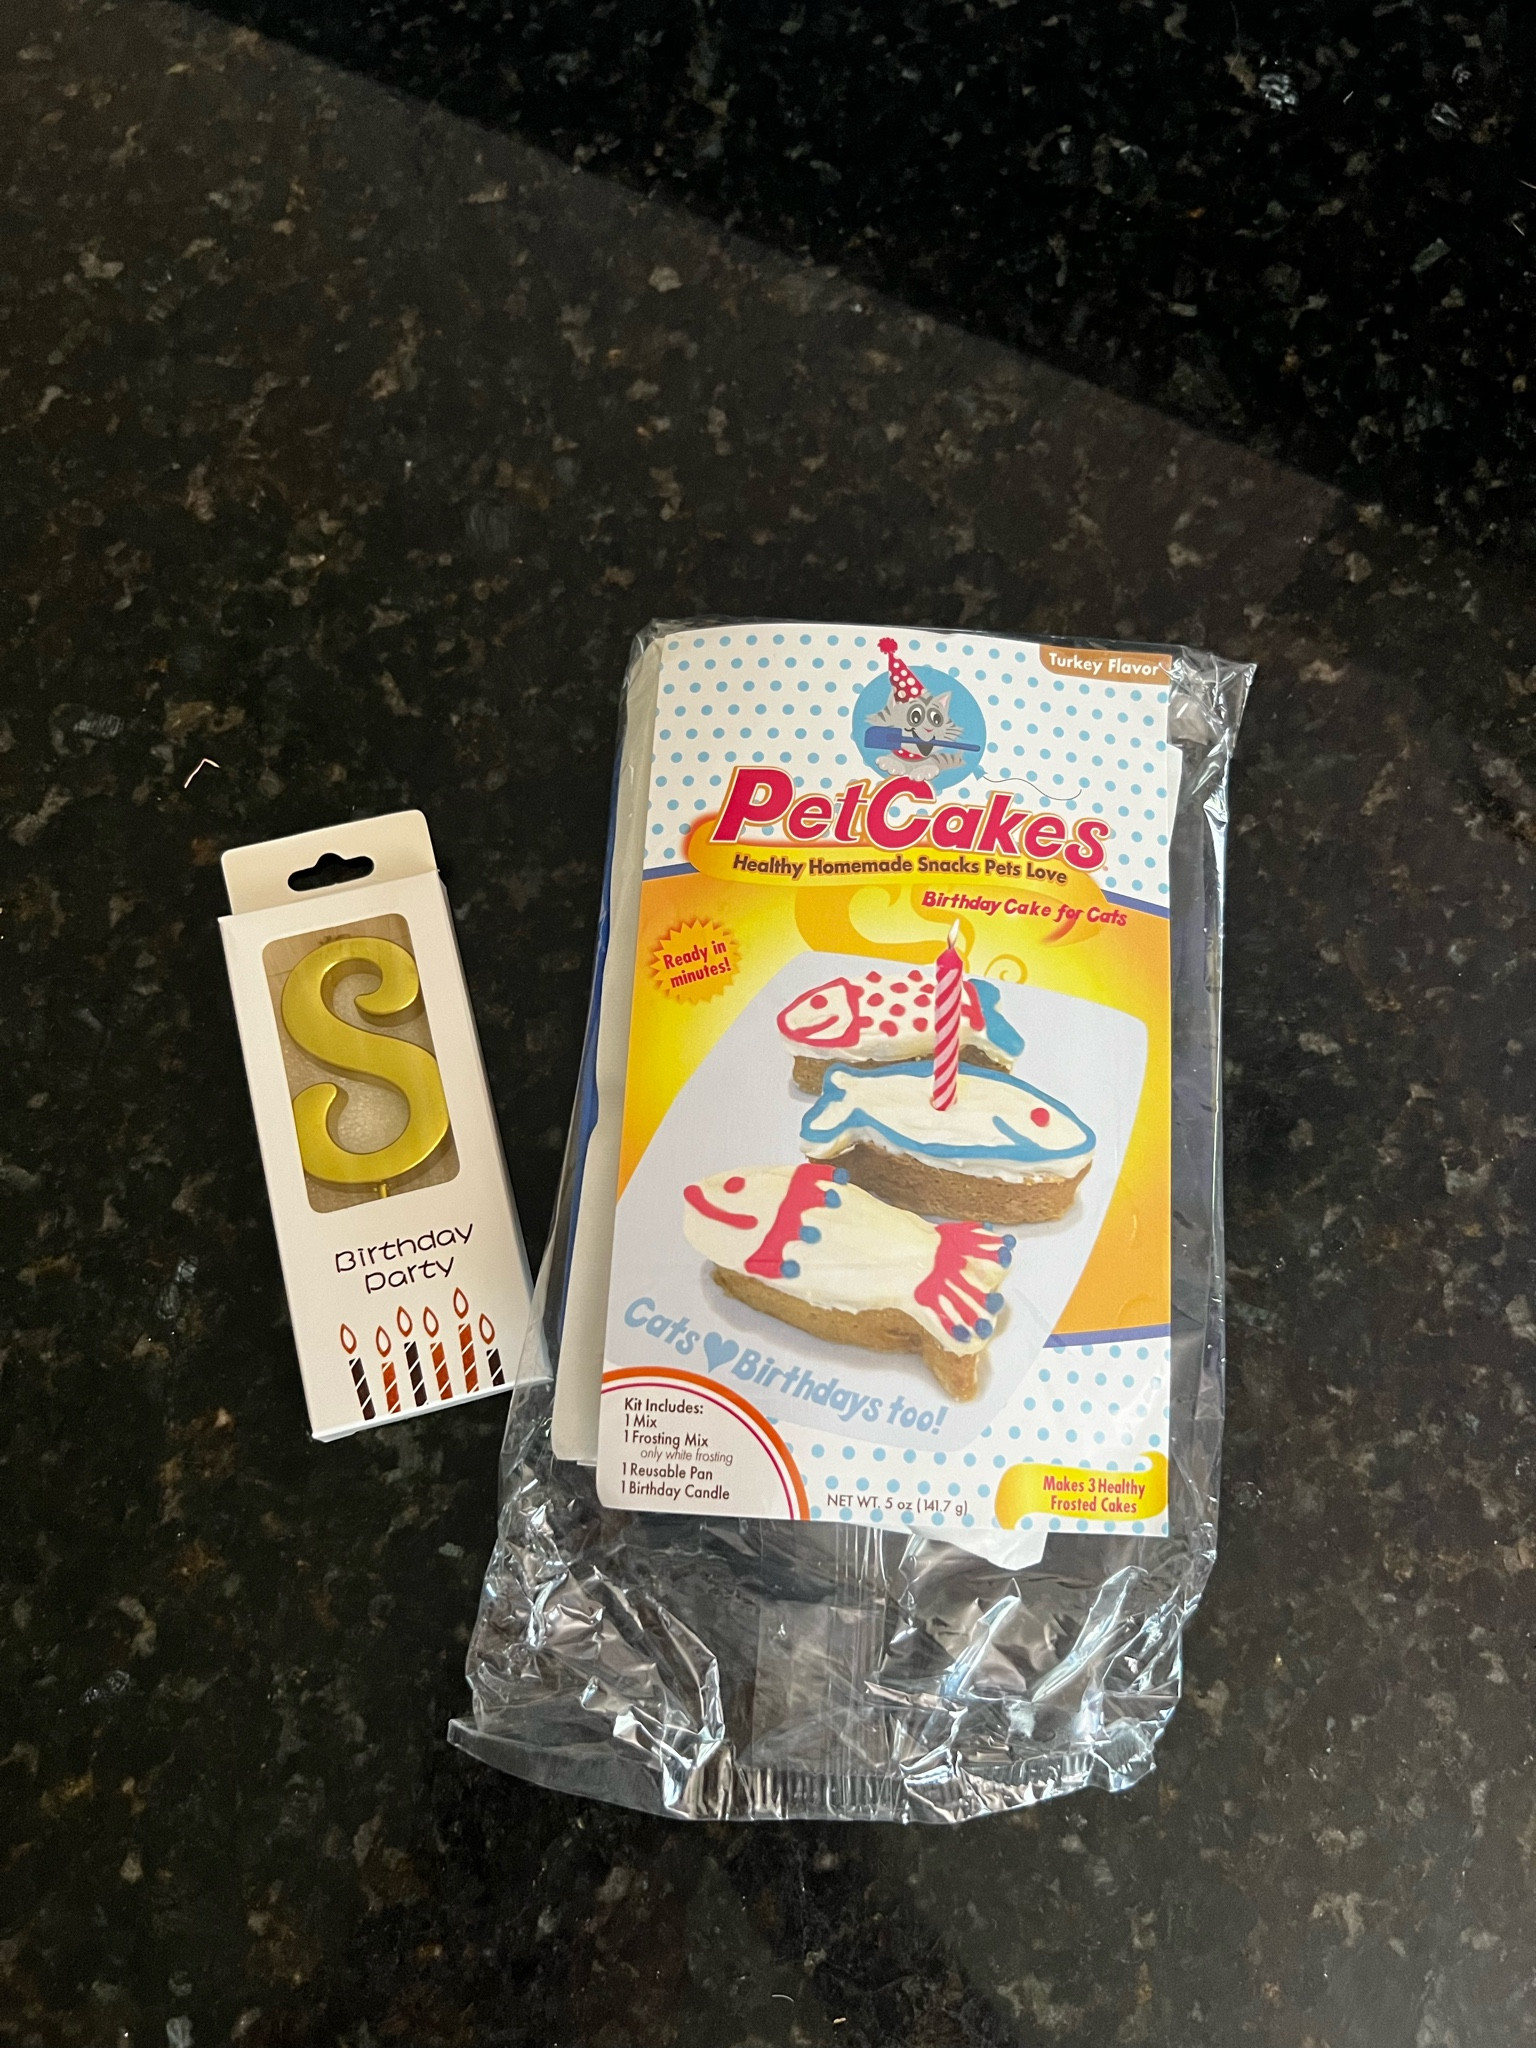 S
Birthday
Party
Turkey Flavor
PetCakes
Healthy Homemade Snacks Pets Love
Birthday Cake for Cats
Ready in
minutes!
Cats Birthdays too!
Kit Includes:
1 Mix
1 Frosting Mix
only white frosting
1 Reusable Pan
1 Birthday Candle
NET WT. 5 oz (141.7 g)
Makes 3 Healthy
Frosted Cakes